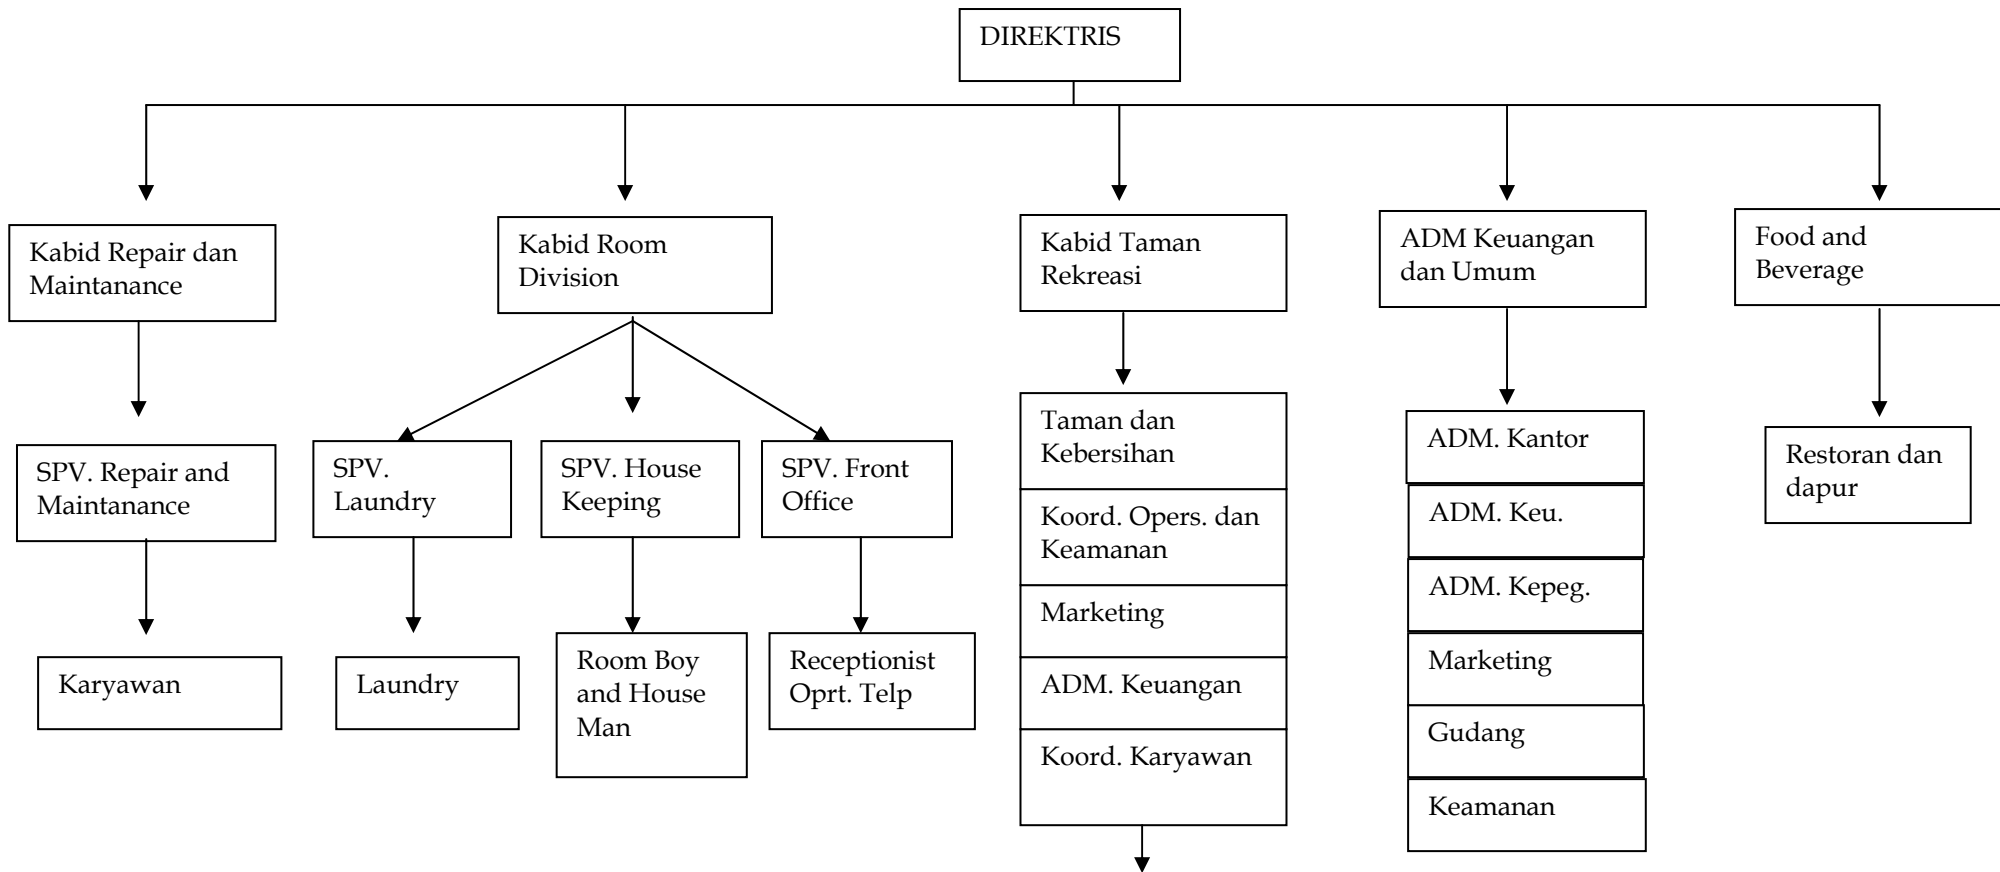 DIREKTRIS
Kabid Repair dan
Maintanance
Kabid Room
Division
Kabid Taman
Rekreasi
ADM Keuangan
dan Umum
Food and
Beverage
SPV. Repair and
Maintanance
SPV.
Laundry
SPV. House
Keeping
SPV. Front
Office
Taman dan
Kebersihan
Koord. Opers. dan
Keamanan
Marketing
ADM. Keuangan
Koord. Karyawan
ADM. Kantor
ADM. Keu.
ADM. Kepeg.
Marketing
Gudang
Keamanan
Restoran dan
dapur
Karyawan
Laundry
Room Boy
and House
Man
Receptionist
Oprt. Telp